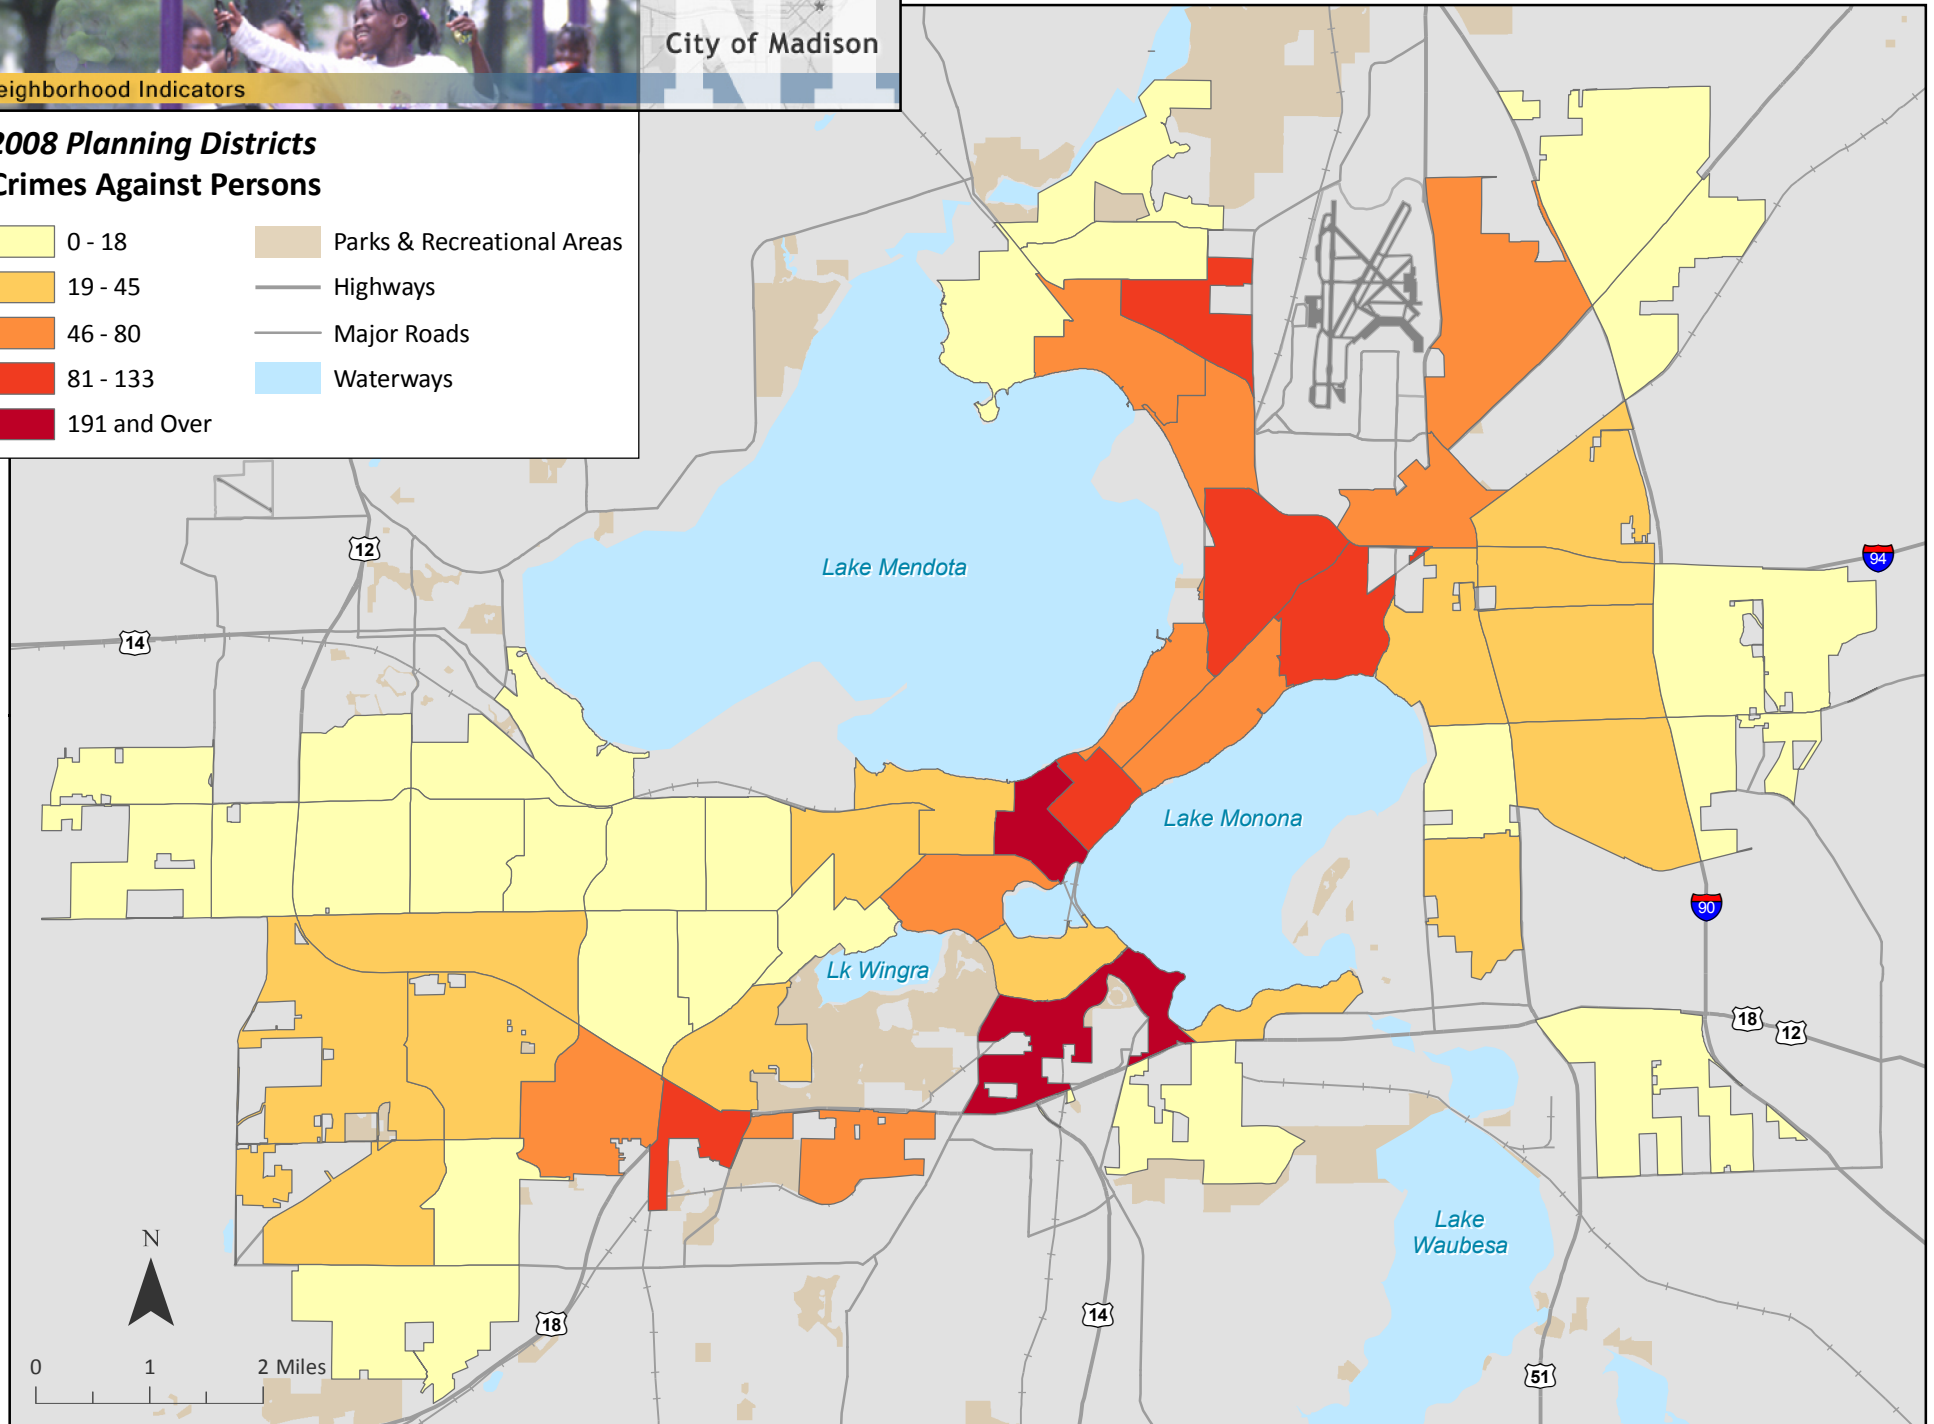 City of Madison
eighborhood Indicators
2008 Planning Districts
Crimes Against Persons
0 - 18
Parks & Recreational Areas
19 - 45
Highways
46 - 80
Major Roads
81 - 133
Waterways
191 and Over
12
94
Lake Mendota
14
Lake Monona
90
Lk Wingra
18
12
Lake
Waubesa
N
14
18
0 1 2 Miles
51